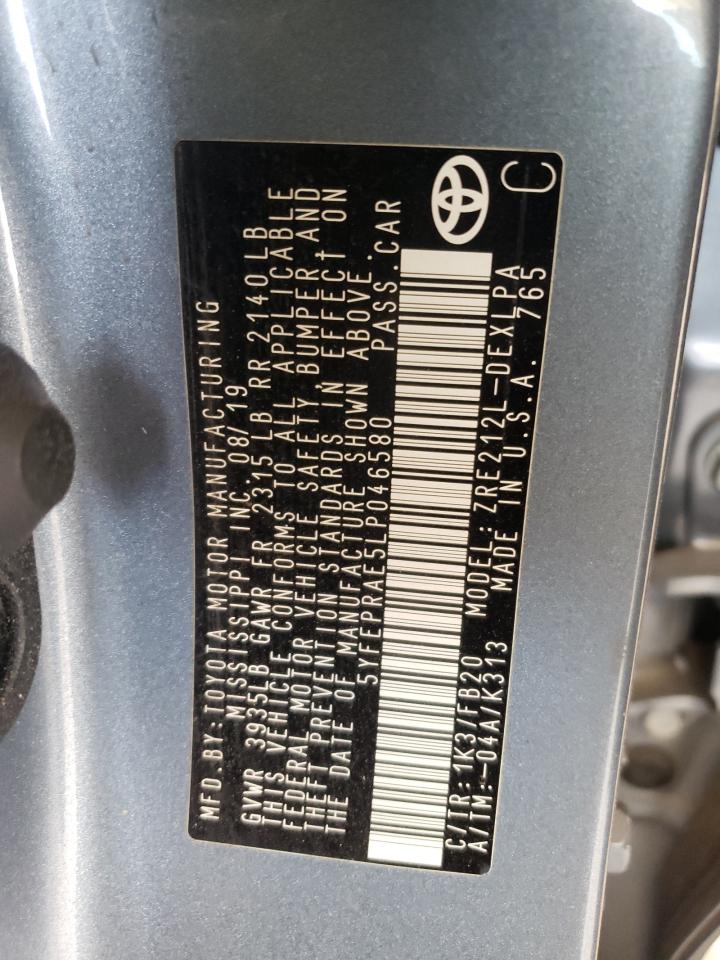 MFD.BY:TOYOTA MOTOR MANUFACTURING
MISSISSIPPI INC. 08/19
GVWR 3935LB GAWR FR 2315 LB RR 2140 LB
THIS VEHICLE CONFORMS TO ALL APPLICABLE
FEDERAL MOTOR VEHICLE SAFETY, BUMPER AND
THEFT PREVENTION STANDARDS IN EFFECT ON
THE DATE OF MANUFACTURE SHOWN ABOVE.
5YFEPRAE5LP046580 PASS.CAR
C/TR: 1K3/FB20 MODEL: ZRE212L-DEXLPA
A/TM:-04A/K313 MADE IN U.S.A. 765
C